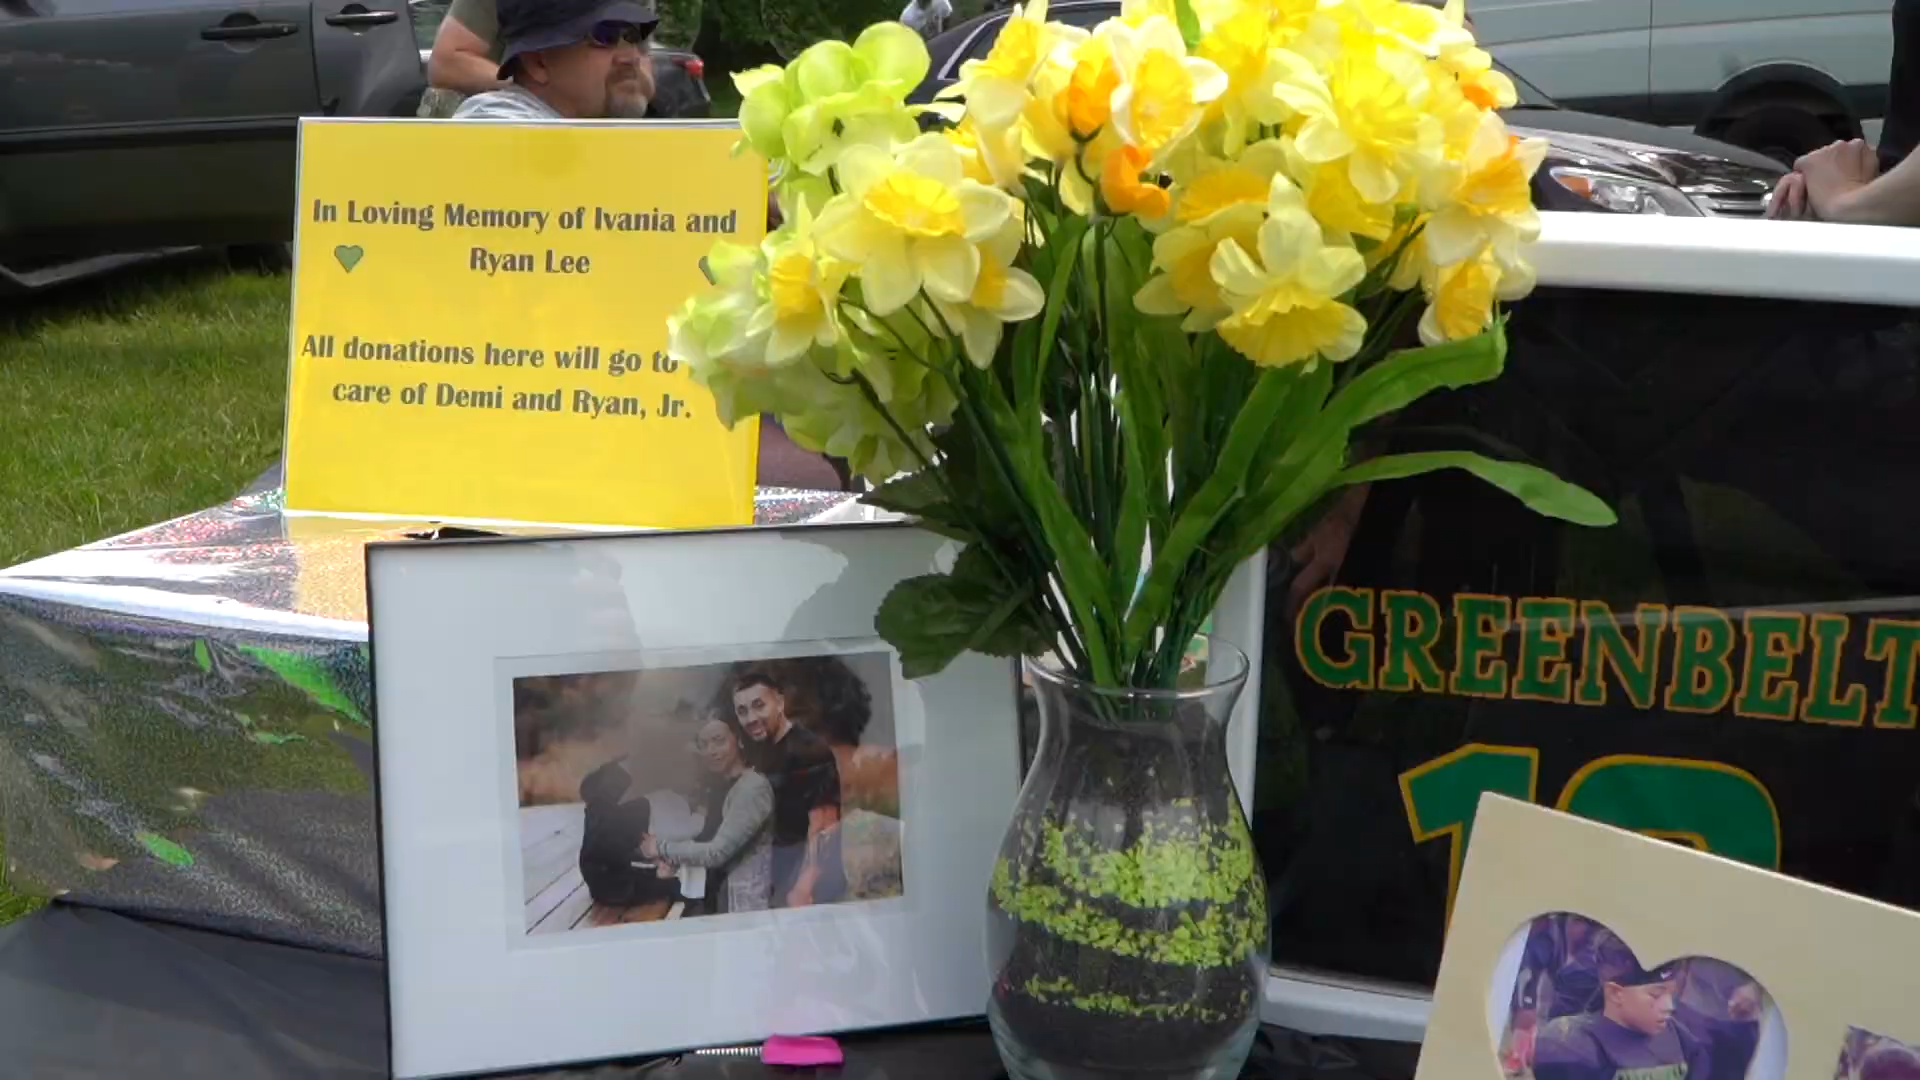 In Loving Memory of Ivania and
Ryan Lee
All donations here will go to
care of Demi and Ryan, Jr.
GREENBELT